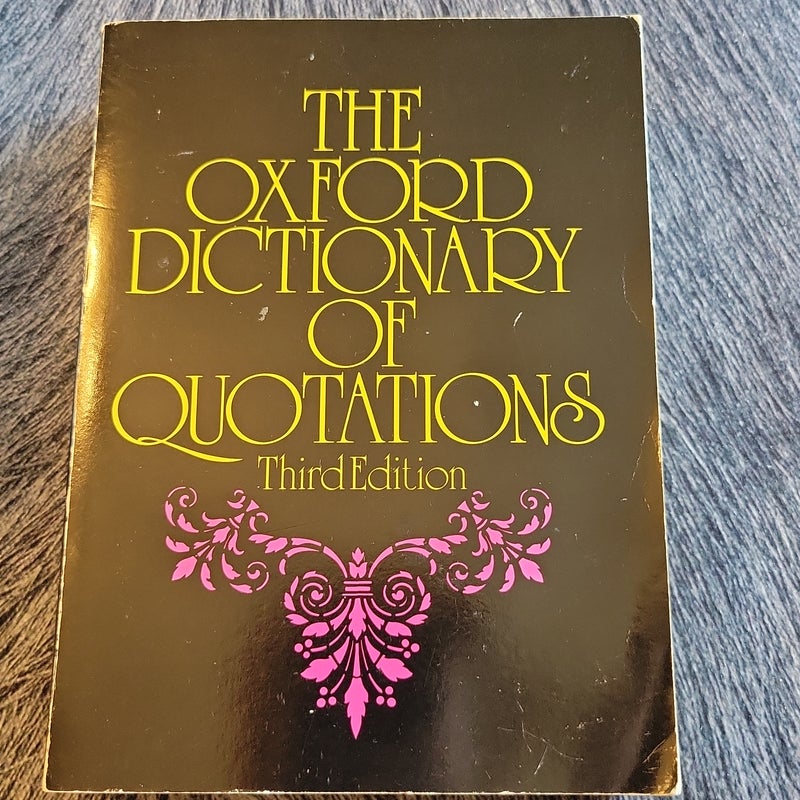 THE
OXFORD
DICTIONARY
OF
QUOTATIONS
Third Edition